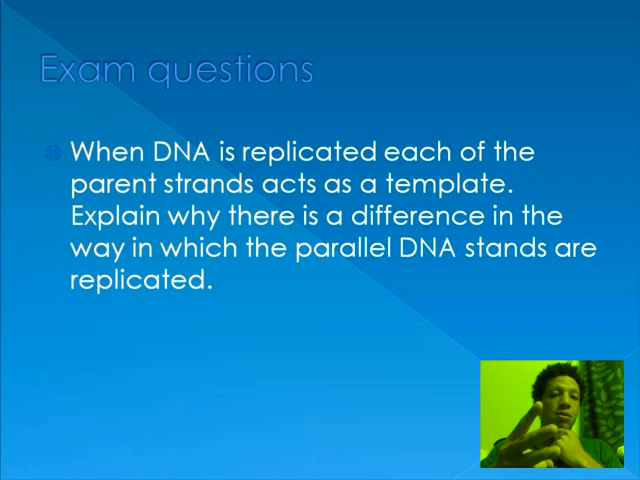 Exam questions
When DNA is replicated each of the
parent strands acts as a template.
Explain why there is a difference in the
way in which the parallel DNA stands are
replicated.